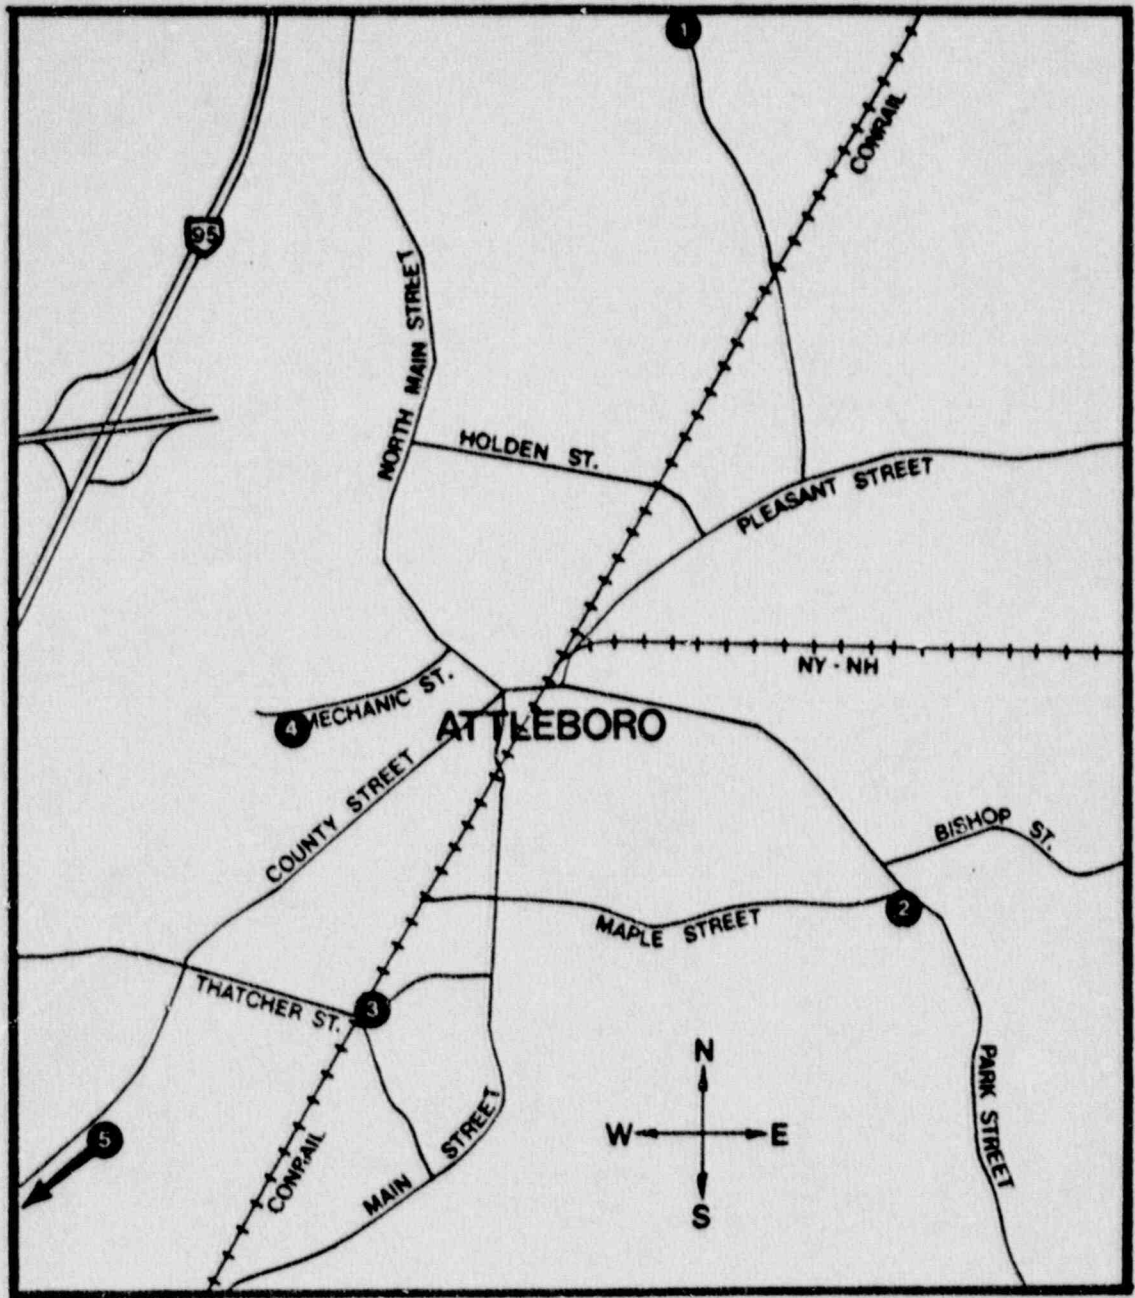 1
CONRAIL
95
NORTH MAIN STREET
HOLDEN ST.
PLEASANT STREET
NY-NH
MECHANIC ST.
4
ATTLEBORO
COUNTY STREET
BISHOP ST.
2
MAPLE STREET
THATCHER ST.
3
N
W E
S
PARK STREET
5
CONRAIL
MAIN STREET